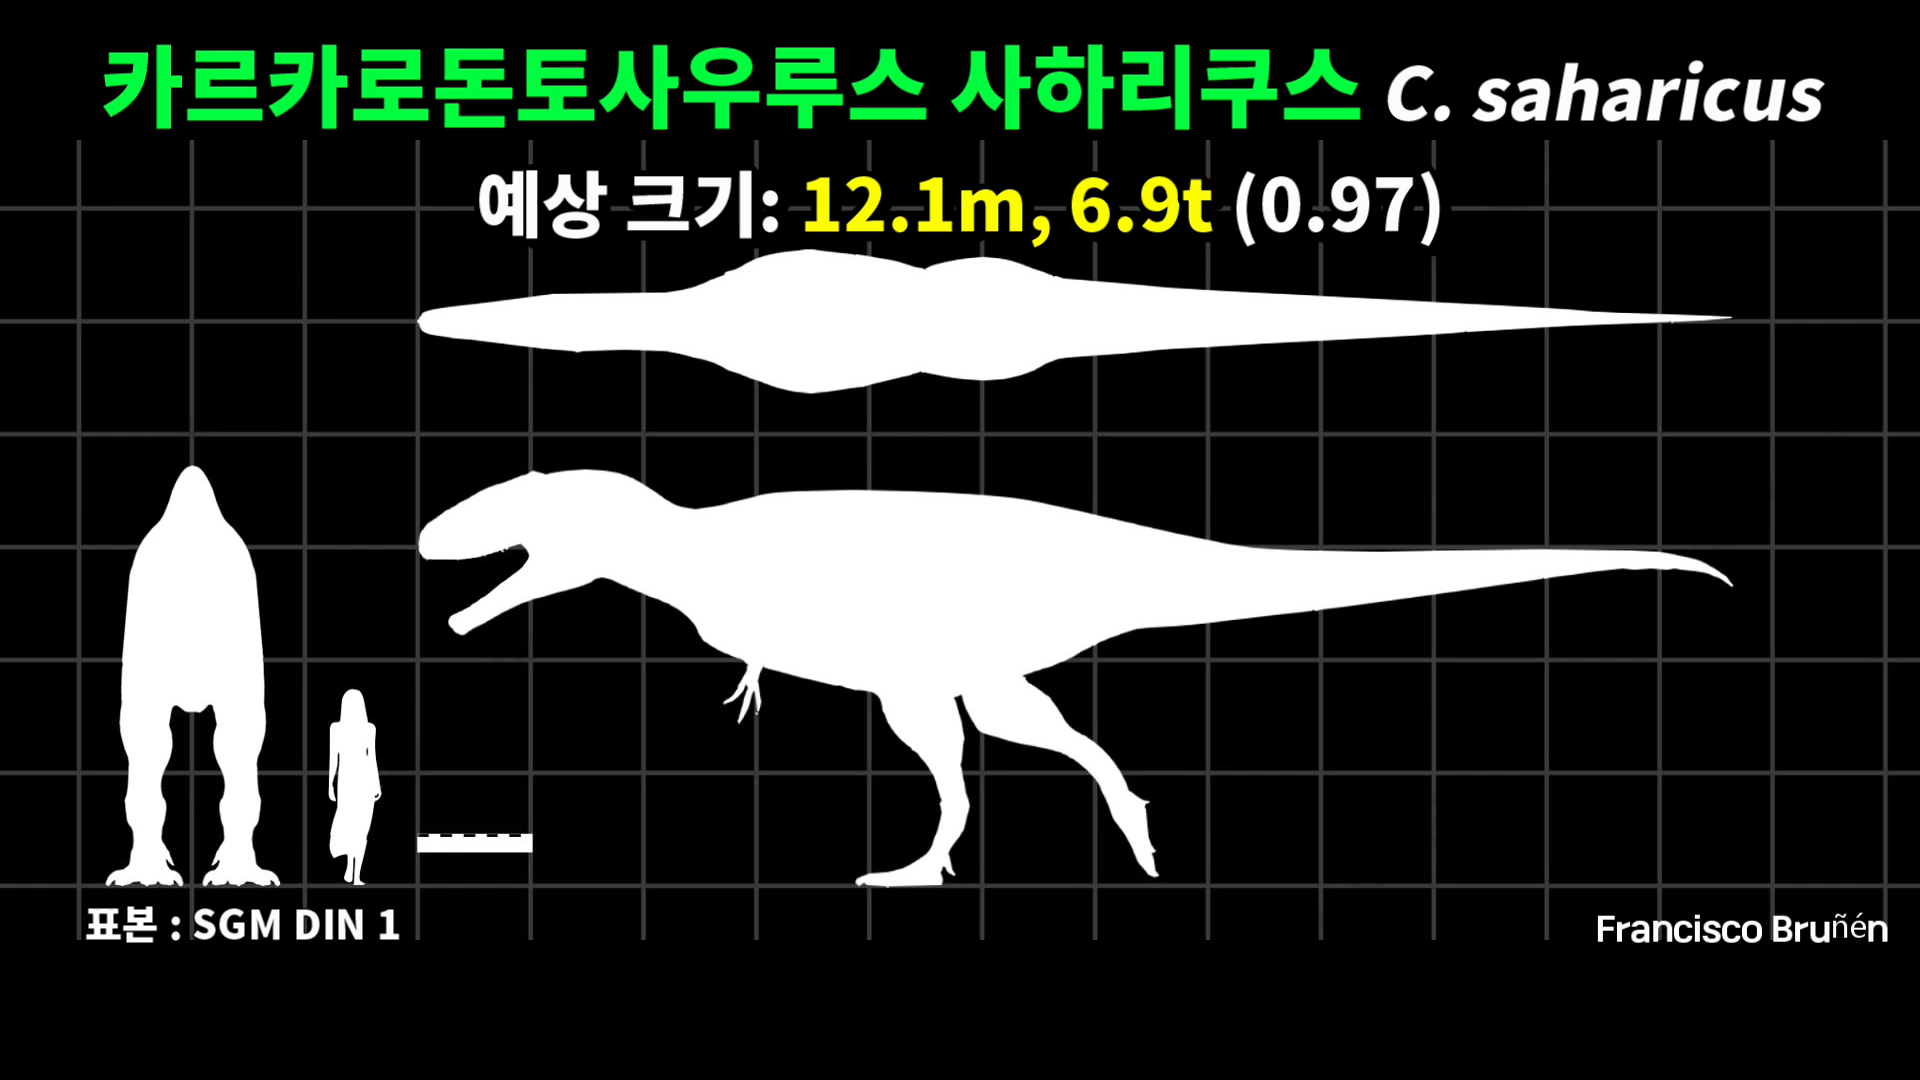 카르카로돈토사우루스 사하리쿠스 C. saharicus
예상 크기: 12.1m, 6.9t (0.97)
표본 : SGM DIN 1
Francisco Bruñén